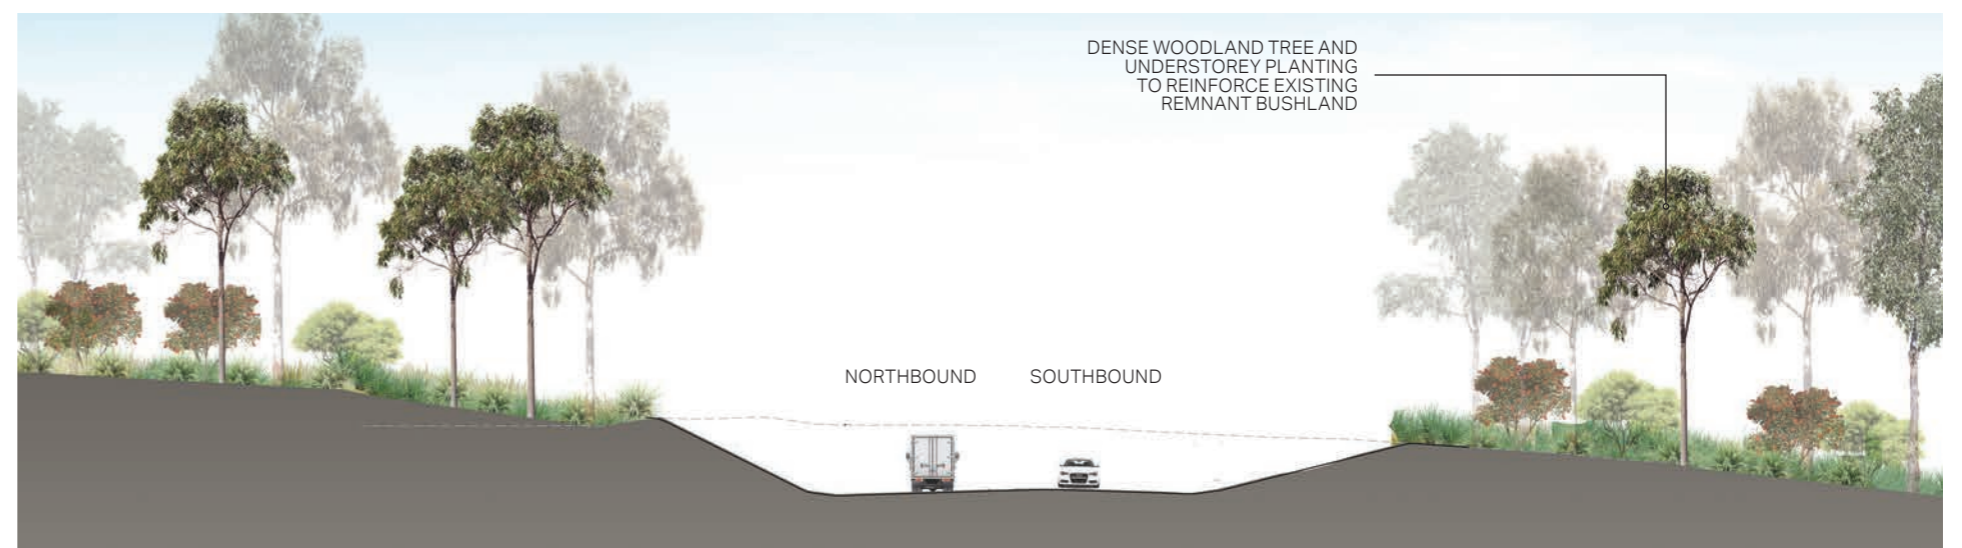 DENSE WOODLAND TREE AND
UNDERSTOREY PLANTING
TO REINFORCE EXISTING
REMNANT BUSHLAND
NORTHBOUND SOUTHBOUND